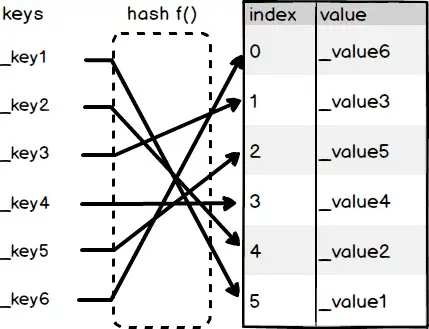 keys hash f() index value
_key1 0 _value6
_key2 1 _value3
_key3 2 _value5
_key4 3 _value4
_key5 4 _value2
_key6 5 _value1